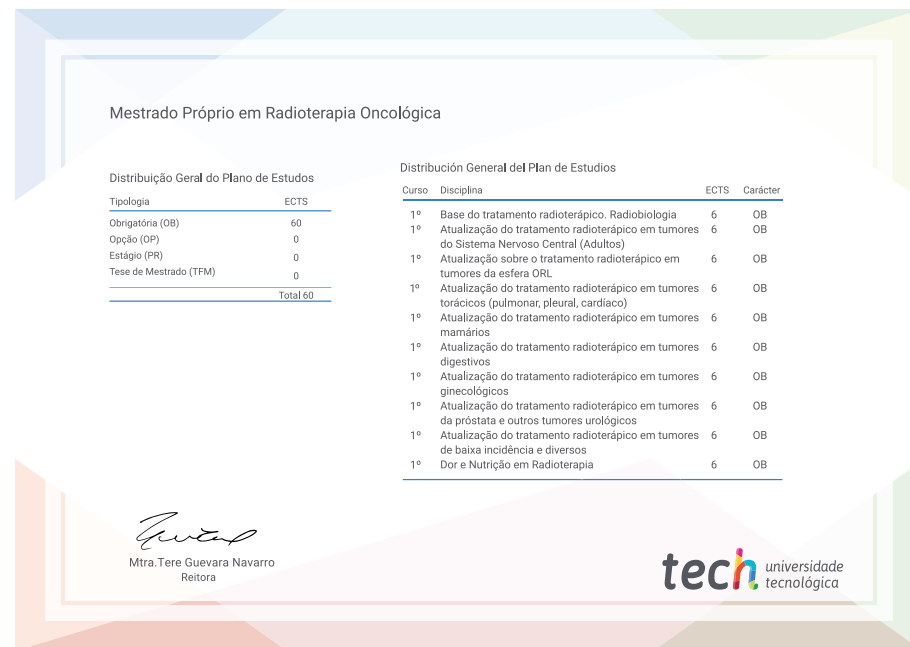 Mestrado Próprio em Radioterapia Oncológica
Distribuição Geral do Plano de Estudos
Tipologia ECTS
Obrigatória (OB) 60
Opção (OP) 0
Estágio (PR) 0
Tese de Mestrado (TFM) 0
Total 60
Distribución General del Plan de Estudios
Curso Disciplina ECTS Carácter
1º Base do tratamento radioterápico. Radiobiologia 6 OB
1º Atualização do tratamento radioterápico em tumores 6 OB
do Sistema Nervoso Central (Adultos)
1º Atualização sobre o tratamento radioterápico em 6 OB
tumores da esfera ORL
1º Atualização do tratamento radioterápico em tumores 6 OB
torácicos (pulmonar, pleural, cardíaco)
1º Atualização do tratamento radioterápico em tumores 6 OB
mamários
1º Atualização do tratamento radioterápico em tumores 6 OB
digestivos
1º Atualização do tratamento radioterápico em tumores 6 OB
ginecológicos
1º Atualização do tratamento radioterápico em tumores 6 OB
da próstata e outros tumores urológicos
1º Atualização do tratamento radioterápico em tumores 6 OB
de baixa incidência e diversos
1º Dor e Nutrição em Radioterapia 6 OB
Mtra.Tere Guevara Navarro
Reitora
tech universidade
tecnológica